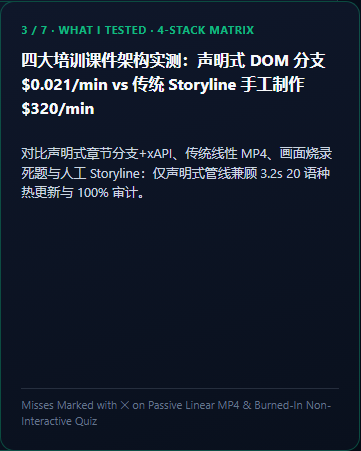 3 / 7 · WHAT I TESTED · 4-STACK MATRIX
四大培训课件架构实测：声明式 DOM 分支
$0.021/min vs 传统 Storyline 手工制作
$320/min
对比声明式章节分支+xAPI、传统线性 MP4、画面烧录
死题与人工 Storyline：仅声明式管线兼顾 3.2s 20 语种
热更新与 100% 审计。
Misses Marked with ✕ on Passive Linear MP4 & Burned-In Non-
Interactive Quiz